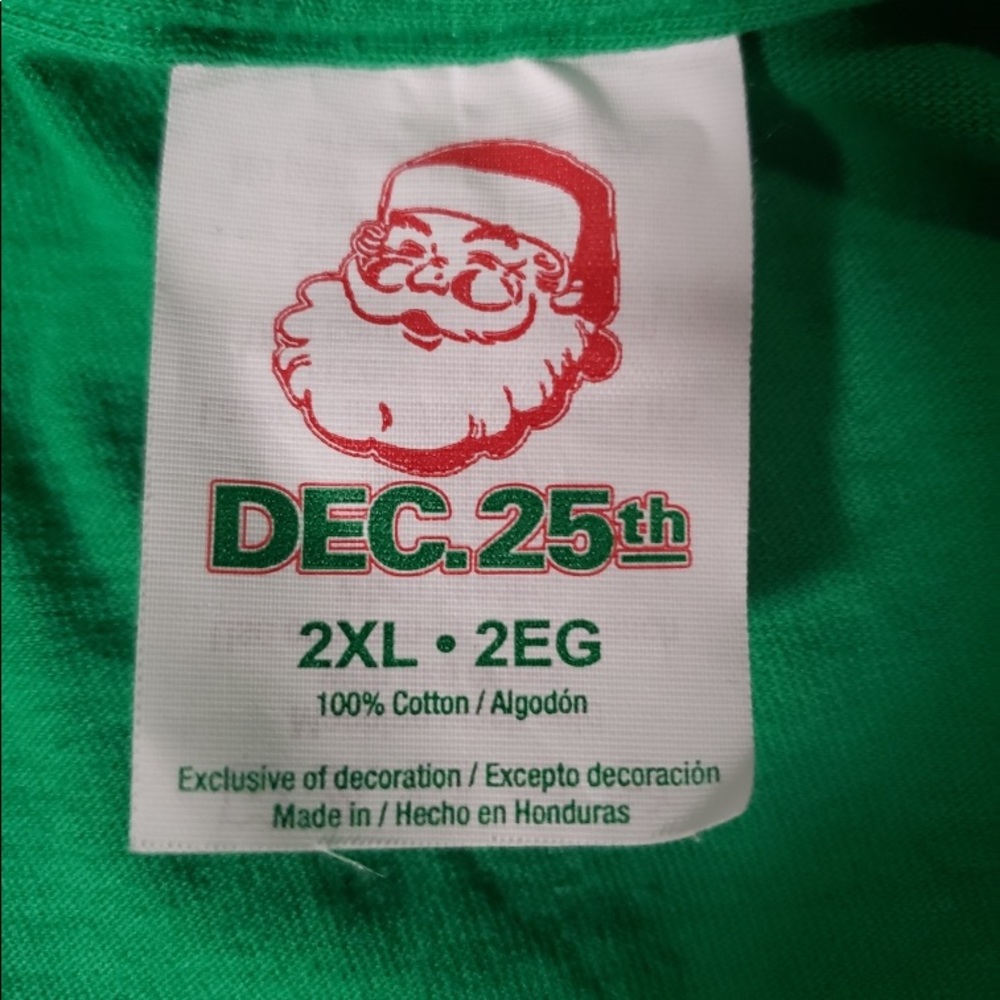 DEC.25th
2XL • 2EG
100% Cotton / Algodón
Exclusive of decoration / Excepto decoración
Made in / Hecho en Honduras